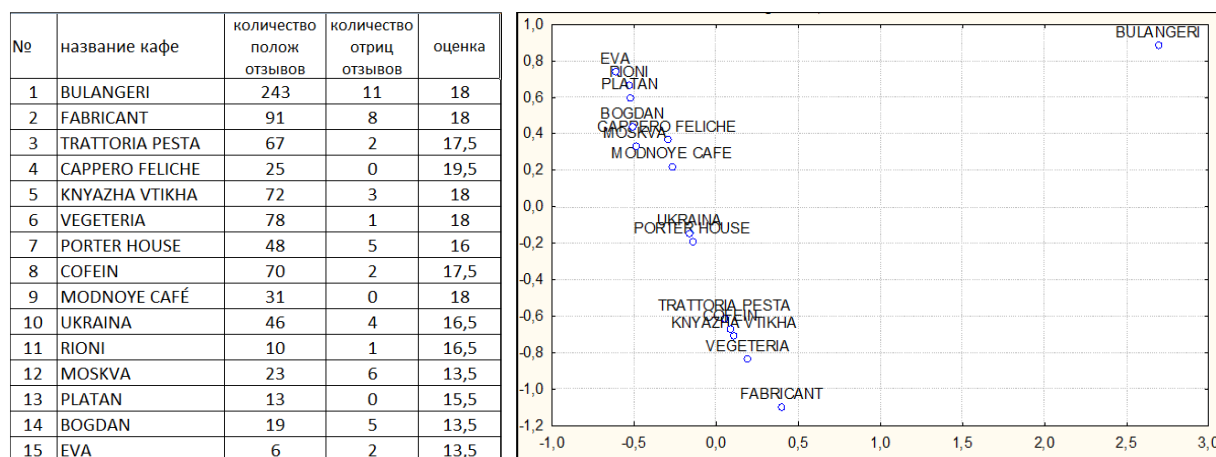 № название кафе количество полож отзывов количество отриц отзывов оценка
1 BULANGERI 243 11 18
2 FABRICANT 91 8 18
3 TRATTORIA PESTA 67 2 17,5
4 CAPPERO FELICHE 25 0 19,5
5 KNYAZHA VTIKHA 72 3 18
6 VEGETERIA 78 1 18
7 PORTER HOUSE 48 5 16
8 COFEIN 70 2 17,5
9 MODNOYE CAFÉ 31 0 18
10 UKRAINA 46 4 16,5
11 RIONI 10 1 16,5
12 MOSKVA 23 6 13,5
13 PLATAN 13 0 15,5
14 BOGDAN 19 5 13,5
15 EVA 6 2 13,5
1,0
0,8
0,6
0,4
0,2
0,0
-0,2
-0,4
-0,6
-0,8
-1,0
-1,2
BULANGERI
EVA
RIONI
PLATAN
BOGDAN
CAPPERO FELICHE
MOSKVA
MODNOYE CAFE
UKRAINA
PORTER HOUSE
TRATTORIA PESTA
COFEIN
KNYAZHA VTIKHA
VEGETERIA
FABRICANT
-1,0 -0,5 0,0 0,5 1,0 1,5 2,0 2,5 3,0